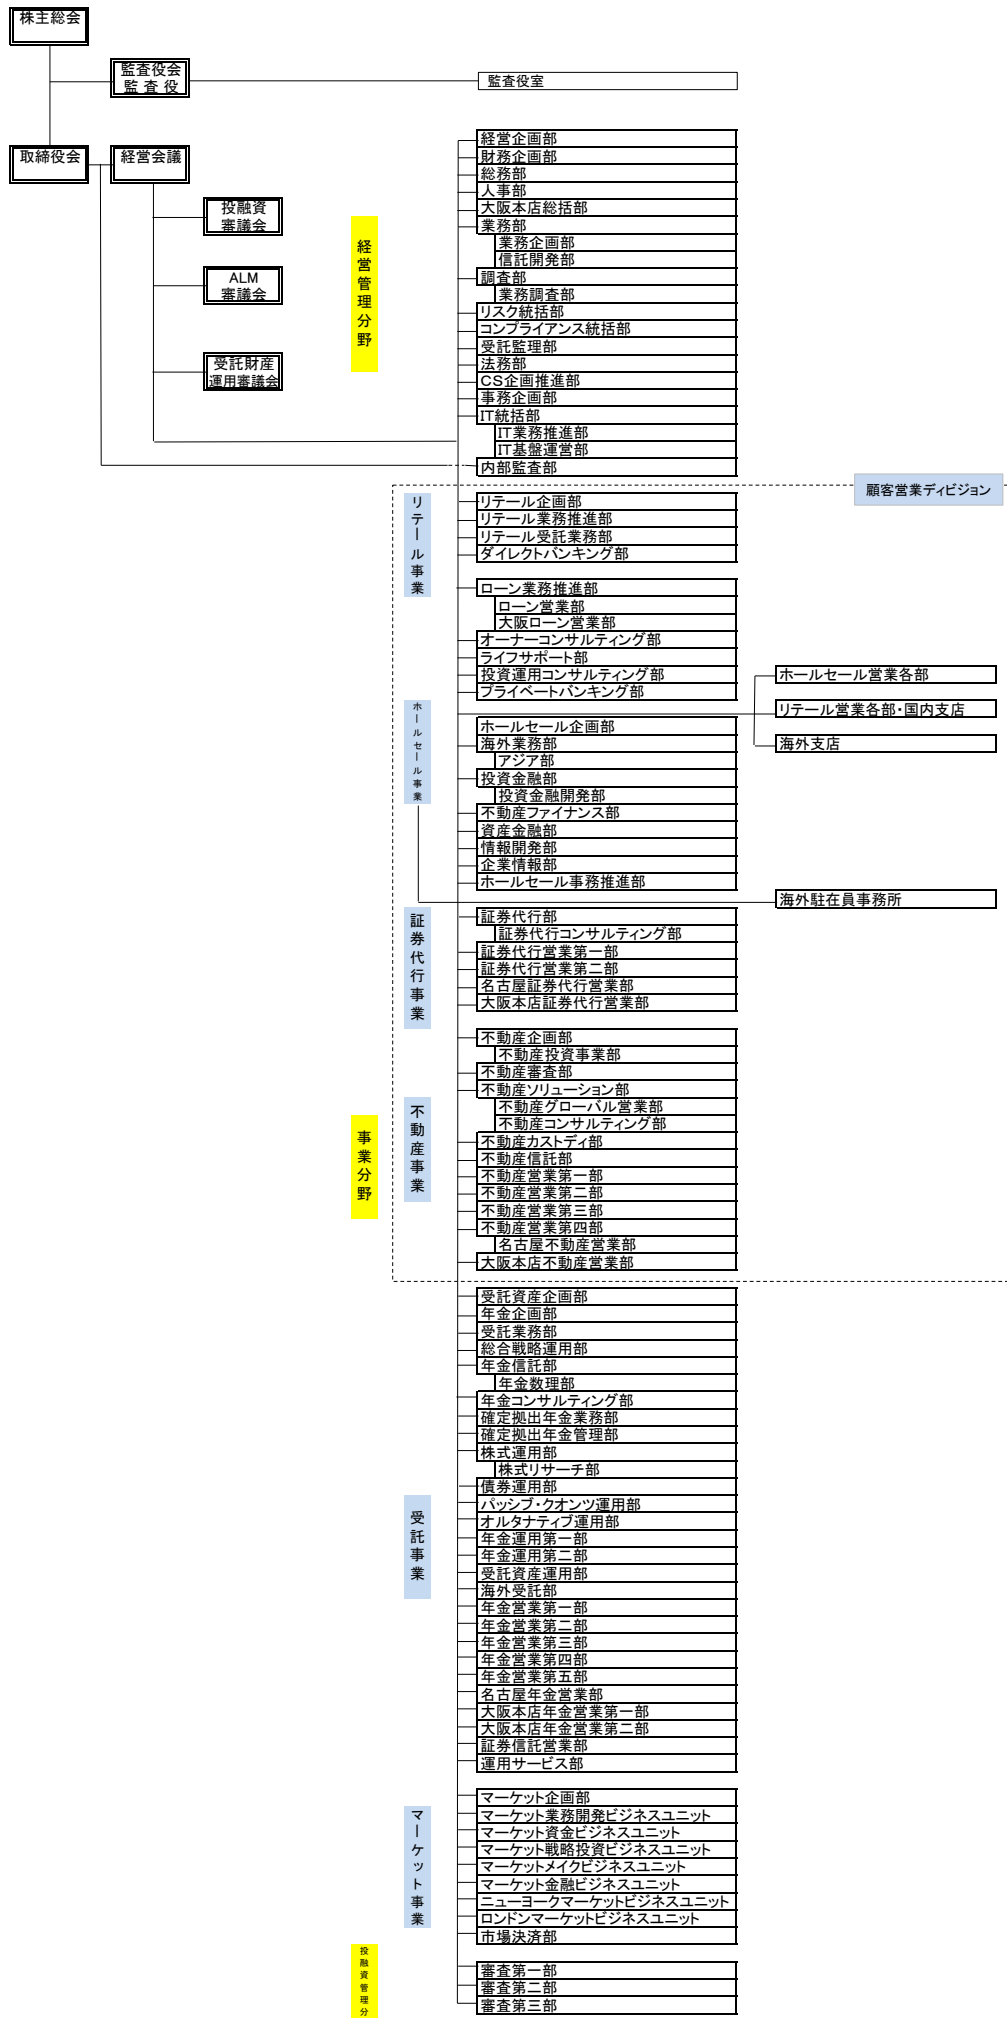 株主総会
監査役会
監査役
監査役室
取締役会
経営会議
投融資
審議会
ALM
審議会
受託財産
運用審議会
経営管理分野
経営企画部
財務企画部
総務部
人事部
大阪本店総括部
業務部
業務企画部
信託開発部
調査部
業務調査部
リスク統括部
コンプライアンス統括部
受託監理部
法務部
CS企画推進部
事務企画部
IT統括部
IT業務推進部
IT基盤運営部
内部監査部
顧客営業ディビジョン
リテール事業
リテール企画部
リテール業務推進部
リテール受託業務部
ダイレクトバンキング部
ローン業務推進部
ローン営業部
大阪ローン営業部
オーナーコンサルティング部
ライフサポート部
投資運用コンサルティング部
プライベートバンキング部
ホールセール営業各部
リテール営業各部・国内支店
海外支店
ホールセール事業
ホールセール企画部
海外業務部
アジア部
投資金融部
投資金融開発部
不動産ファイナンス部
資産金融部
情報開発部
企業情報部
ホールセール事務推進部
海外駐在員事務所
証券代行事業
証券代行部
証券代行コンサルティング部
証券代行営業第一部
証券代行営業第二部
名古屋証券代行営業部
大阪本店証券代行営業部
事業分野
不動産事業
不動産企画部
不動産投資事業部
不動産審査部
不動産ソリューション部
不動産グローバル営業部
不動産コンサルティング部
不動産カストディ部
不動産信託部
不動産営業第一部
不動産営業第二部
不動産営業第三部
不動産営業第四部
名古屋不動産営業部
大阪本店不動産営業部
受託事業
受託資産企画部
年金企画部
受託業務部
総合戦略運用部
年金信託部
年金数理部
年金コンサルティング部
確定拠出年金業務部
確定拠出年金管理部
株式運用部
株式リサーチ部
債券運用部
パッシブ・クオンツ運用部
オルタナティブ運用部
年金運用第一部
年金運用第二部
受託資産運用部
海外受託部
年金営業第一部
年金営業第二部
年金営業第三部
年金営業第四部
年金営業第五部
名古屋年金営業部
大阪本店年金営業第一部
大阪本店年金営業第二部
証券信託営業部
運用サービス部
マーケット事業
マーケット企画部
マーケット業務開発ビジネスユニット
マーケット資金ビジネスユニット
マーケット戦略投資ビジネスユニット
マーケットメイクビジネスユニット
マーケット金融ビジネスユニット
ニューヨークマーケットビジネスユニット
ロンドンマーケットビジネスユニット
市場決済部
投融資管理分
審査第一部
審査第二部
審査第三部